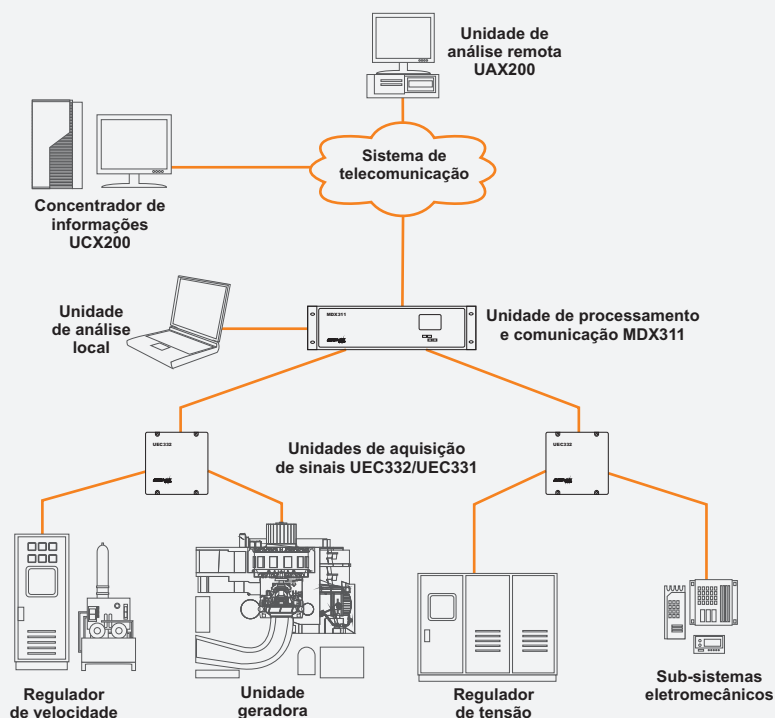 Unidade de
análise remota
UAX200
Sistema de
telecomunicação
Concentrador de
informações
UCX200
Unidade
de análise
local
MDX311
Unidade de processamento
e comunicação MDX311
UEC332
Unidades de aquisição
de sinais UEC332/UEC331
UEC332
Regulador
de velocidade
Unidade
geradora
Regulador
de tensão
Sub-sistemas
eletromecânicos